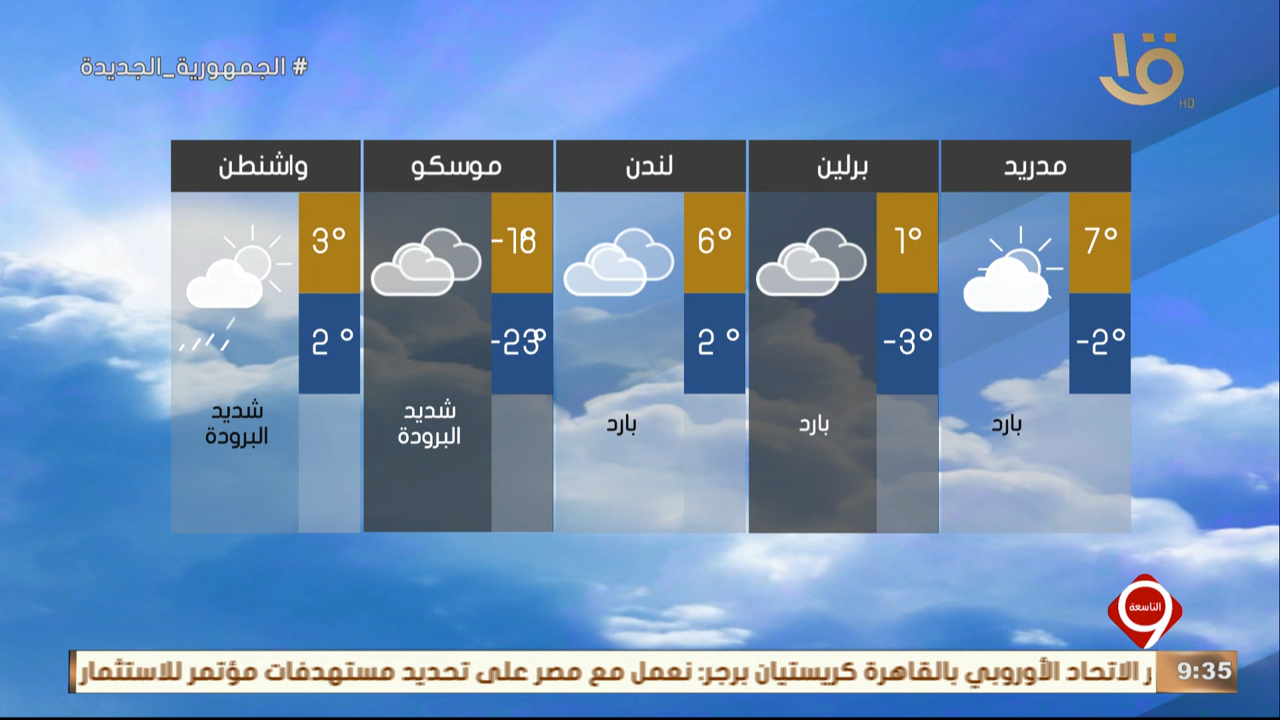 # الجمهورية_الجديدة
HD
مدريد
7°
-2°
بارد
برلين
1°
-3°
بارد
لندن
6°
2 °
بارد
موسكو
-18°
-23°
شديد
البرودة
واشنطن
3°
2 °
شديد
البرودة
التاسعة
9
9:35
ر الاتحاد الأوروبي بالقاهرة كريستيان برجر: نعمل مع مصر على تحديد مستهدفات مؤتمر للاستثمار